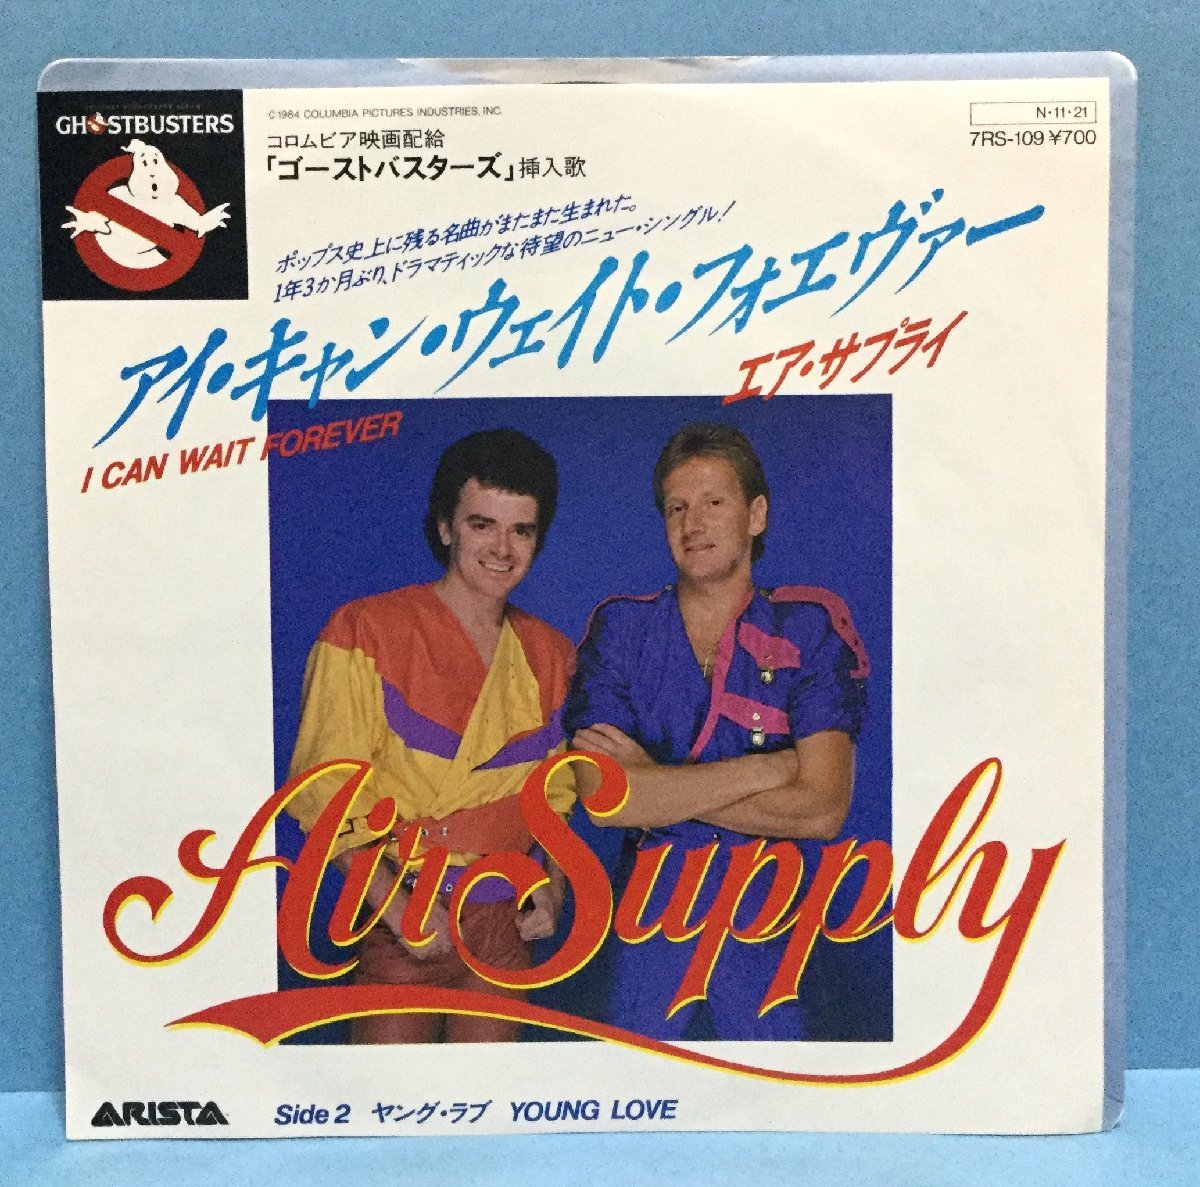 ORIGINAL SOUNDTRACK ALBUM
GHOSTBUSTERS
©1984 COLUMBIA PICTURES INDUSTRIES, INC.
コロムビア映画配給
「ゴーストバスターズ」挿入歌
N・11・21
7RS-109 ¥700
ポップス史上に残る名曲がまたまた生まれた。
1年3か月ぶり、ドラマティックな待望のニュー・シングル!
アイ・キャン・ウェイト・フォエヴァー
エア・サプライ
I CAN WAIT FOREVER
Air Supply
ARISTA
Side 2 ヤング・ラブ YOUNG LOVE